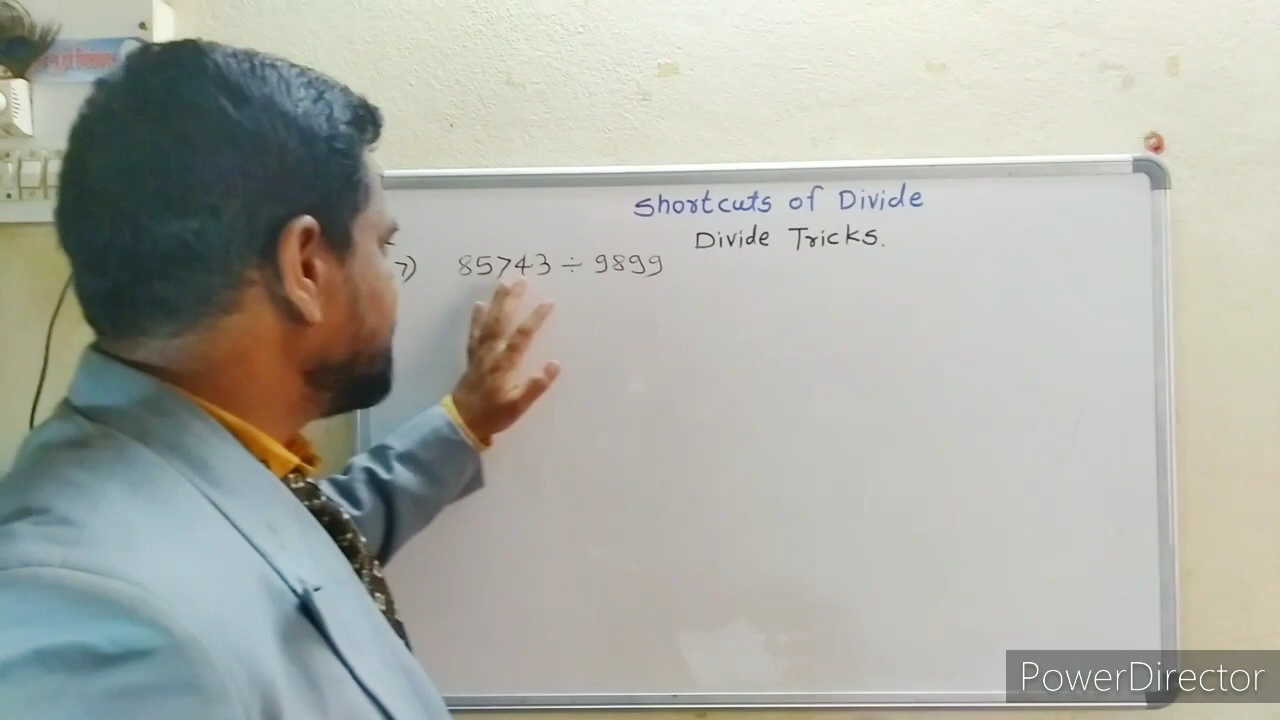 Shortcuts of Divide
Divide Tricks.
7) 85743 ÷ 9899
PowerDirector